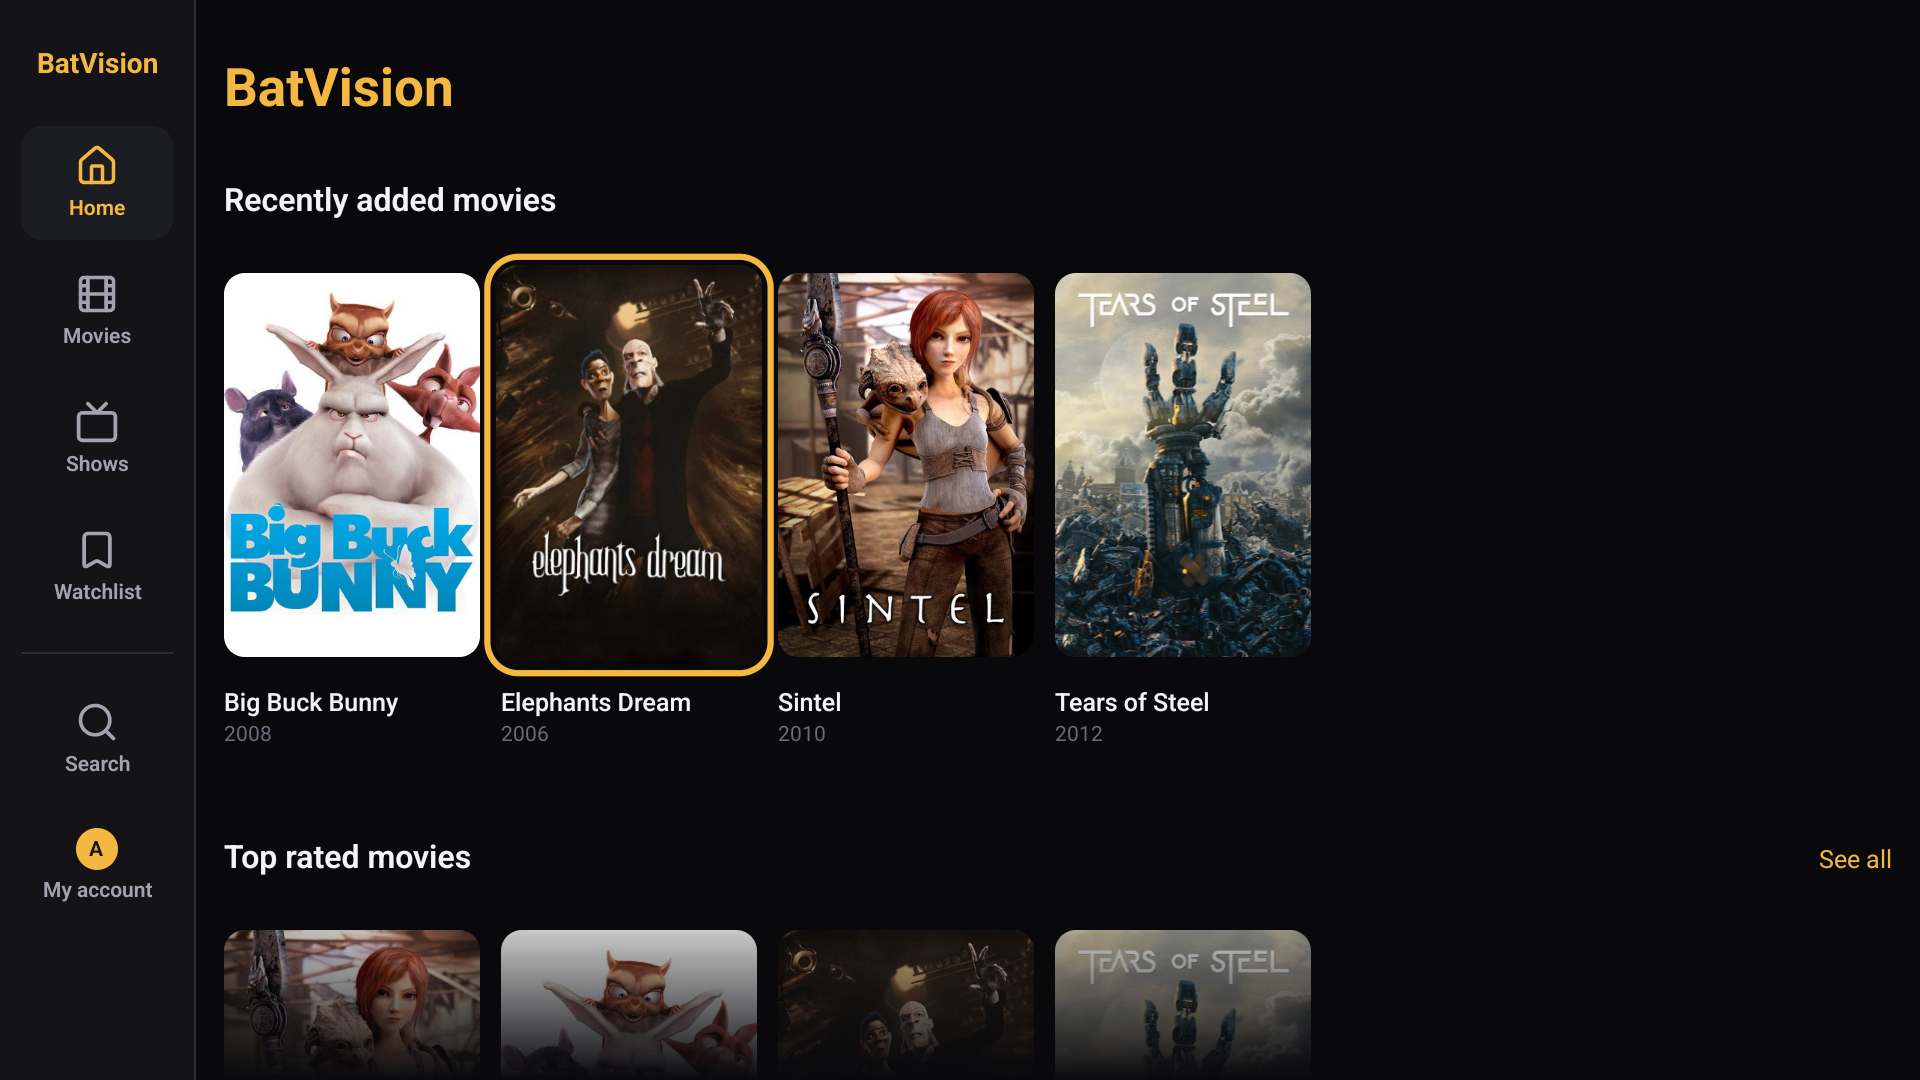 BatVision
Home
Movies
Shows
Watchlist
Search
A
My account
BatVision
Recently added movies
Big Buck
BUNNY
elephants dream
SINTEL
TEARS OF STEEL
Big Buck Bunny
2008
Elephants Dream
2006
Sintel
2010
Tears of Steel
2012
Top rated movies
See all
TEARS OF STEEL